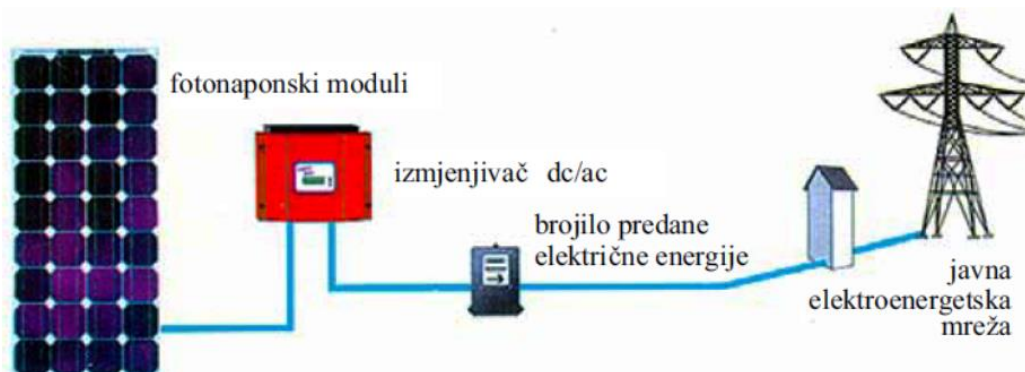 fotonaponski moduli
izmjenjivač dc/ac
brojilo predane
električne energije
javna
elektroenergetska
mreža